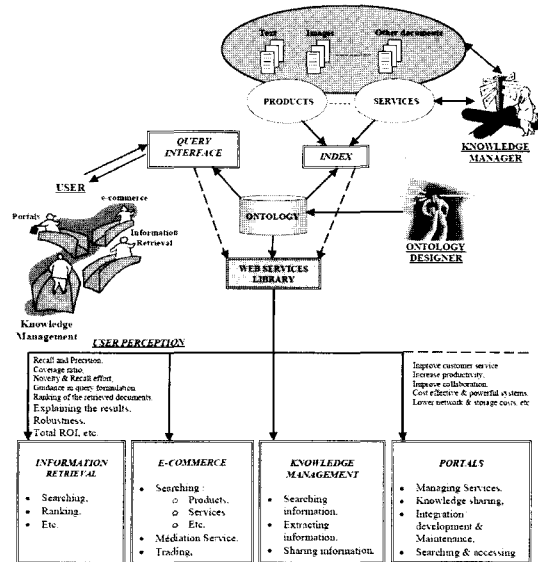 Text
Images
Other documents
PRODUCTS
SERVICES
KNOWLEDGE
MANAGER
QUERY
INTERFACE
INDEX
USER
e-commerce
Portals
Information
Retrieval
ONTOLOGY
ONTOLOGY
DESIGNER
WEB SERVICES
LIBRARY
Knowledge
Management
USER PERCEPTION
Recall and Precision,
Coverage ratio,
Novelty & Recall effort,
Guidance in query formulation,
Ranking of the retrieved documents,
Explaining the results.
Robustness.
Total ROI, etc.
Improve customer service
Increase productivity,
Improve collaboration.
Cost effective & powerful systems.
Lower network & storage costs, etc
INFORMATION
RETRIEVAL
• Searching,
• Ranking.
• Etc.
E-COMMERCE
• Searching :
o Products.
o Services
o Etc.
• Médiation Service.
• Trading,
KNOWLEDGE
MANAGEMENT
• Searching
information.
• Extracting
information.
• Sharing information.
PORTALS
• Managing Services.
• Knowledge sharing,
• Integration
development &
Maintenance,
• Searching & accessing